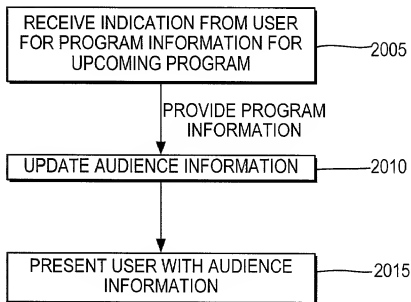 RECEIVE INDICATION FROM USER
FOR PROGRAM INFORMATION FOR
UPCOMING PROGRAM
2005
PROVIDE PROGRAM
INFORMATION
UPDATE AUDIENCE INFORMATION
2010
PRESENT USER WITH AUDIENCE
INFORMATION
2015